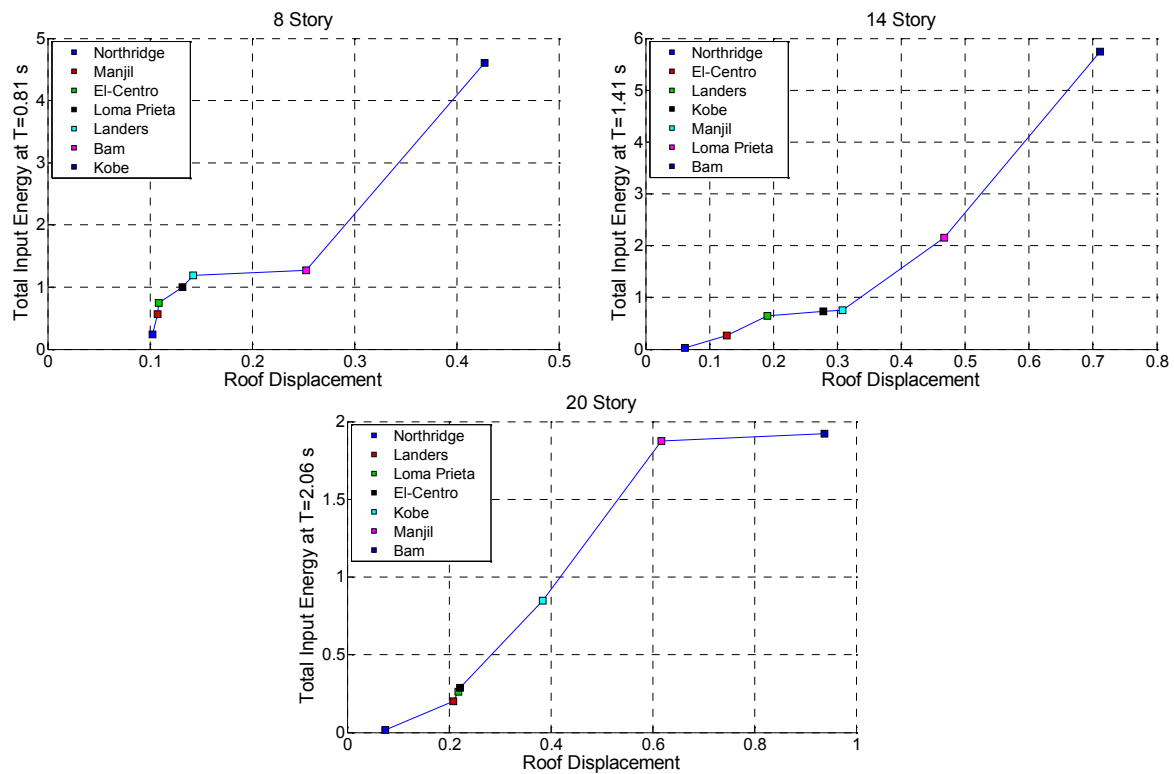 8 Story
Total Input Energy at T=0.81 s
5
4
3
2
1
0
Northridge
Manjil
El-Centro
Loma Prieta
Landers
Bam
Kobe
0 0.1 0.2 0.3 0.4 0.5
Roof Displacement
14 Story
Total Input Energy at T=1.41 s
6
5
4
3
2
1
0
Northridge
El-Centro
Landers
Kobe
Manjil
Loma Prieta
Bam
0 0.1 0.2 0.3 0.4 0.5 0.6 0.7 0.8
Roof Displacement
20 Story
Total Input Energy at T=2.06 s
2
1.5
1
0.5
0
Northridge
Landers
Loma Prieta
El-Centro
Kobe
Manjil
Bam
0 0.2 0.4 0.6 0.8 1
Roof Displacement